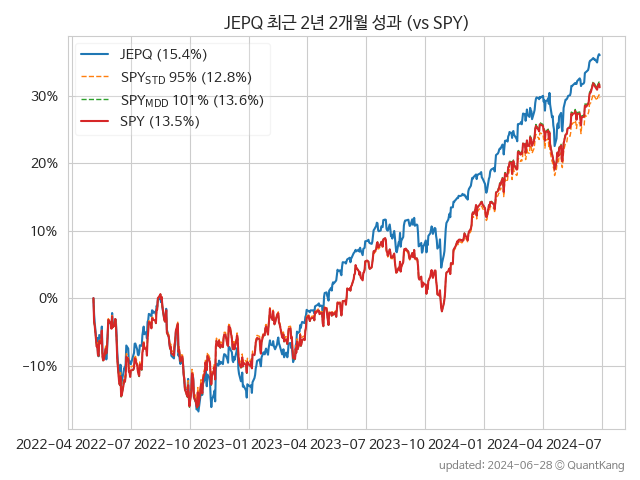 JEPQ 최근 2년 2개월 성과 (vs SPY)
JEPQ (15.4%)
SPY_STD 95% (12.8%)
SPY_MDD 101% (13.6%)
SPY (13.5%)
30%
20%
10%
0%
−10%
2022-04 2022-07 2022-10 2023-01 2023-04 2023-07 2023-10 2024-01 2024-04 2024-07
updated: 2024-06-28 © QuantKang